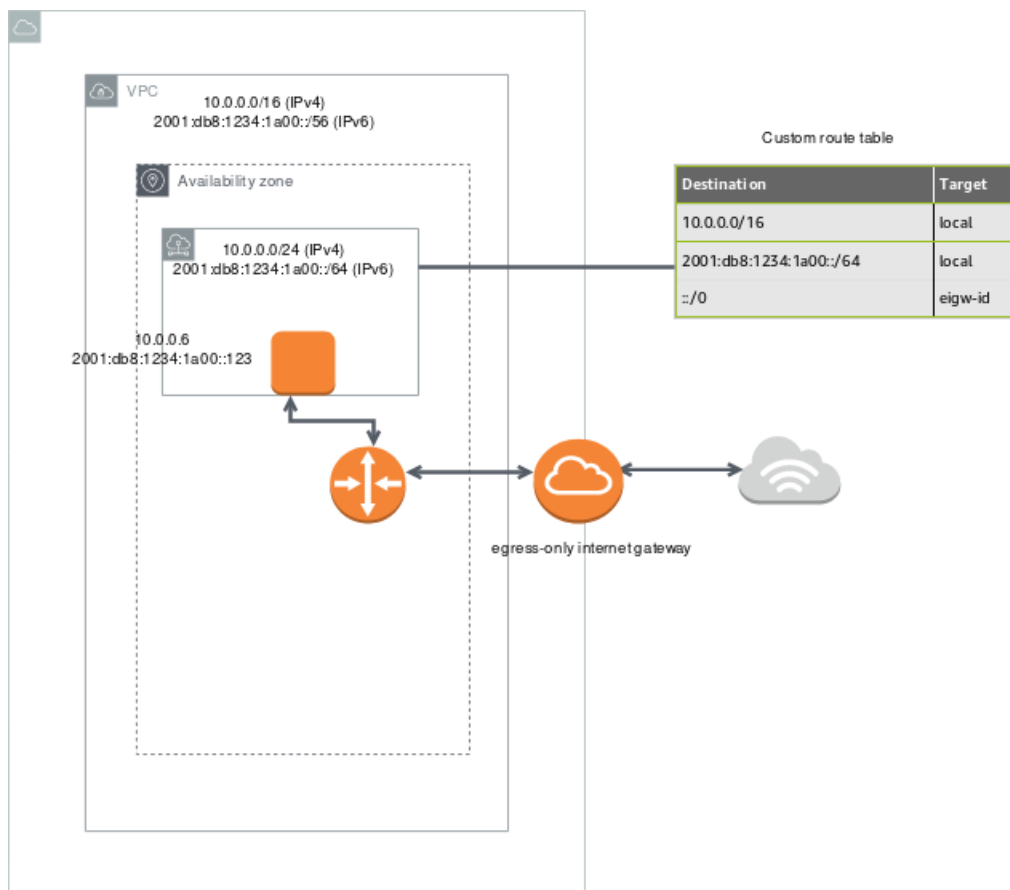 VPC
10.0.0.0/16 (IPv4)
2001:db8:1234:1a00::/56 (IPv6)
Custom route table
Availability zone
Destination Target
10.0.0.0/16 local
2001:db8:1234:1a00::/64 local
::/0 eigw-id
10.0.0.0/24 (IPv4)
2001:db8:1234:1a00::/64 (IPv6)
10.0.0.6
2001:db8:1234:1a00::123
egress-only internet gateway